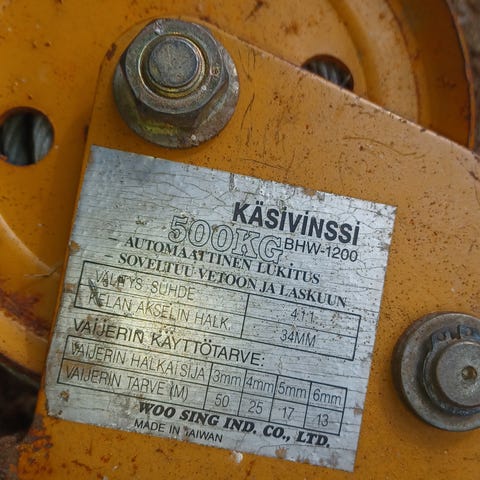 KÄSIVINSSI
500KG BHW-1200
- AUTOMAATTINEN LUKITUS
- SOVELTUU VETOON JA LASKUUN
VÄLITYS SUHDE 4:1:1
KELAN AKSELIN HALK. 34MM
VAIJERIN KÄYTTÖTARVE:
VAIJERIN HALKAISIJA 3mm 4mm 5mm 6mm
VAIJERIN TARVE (M) 50 25 17 13
WOO SING IND. CO., LTD.
MADE IN TAIWAN